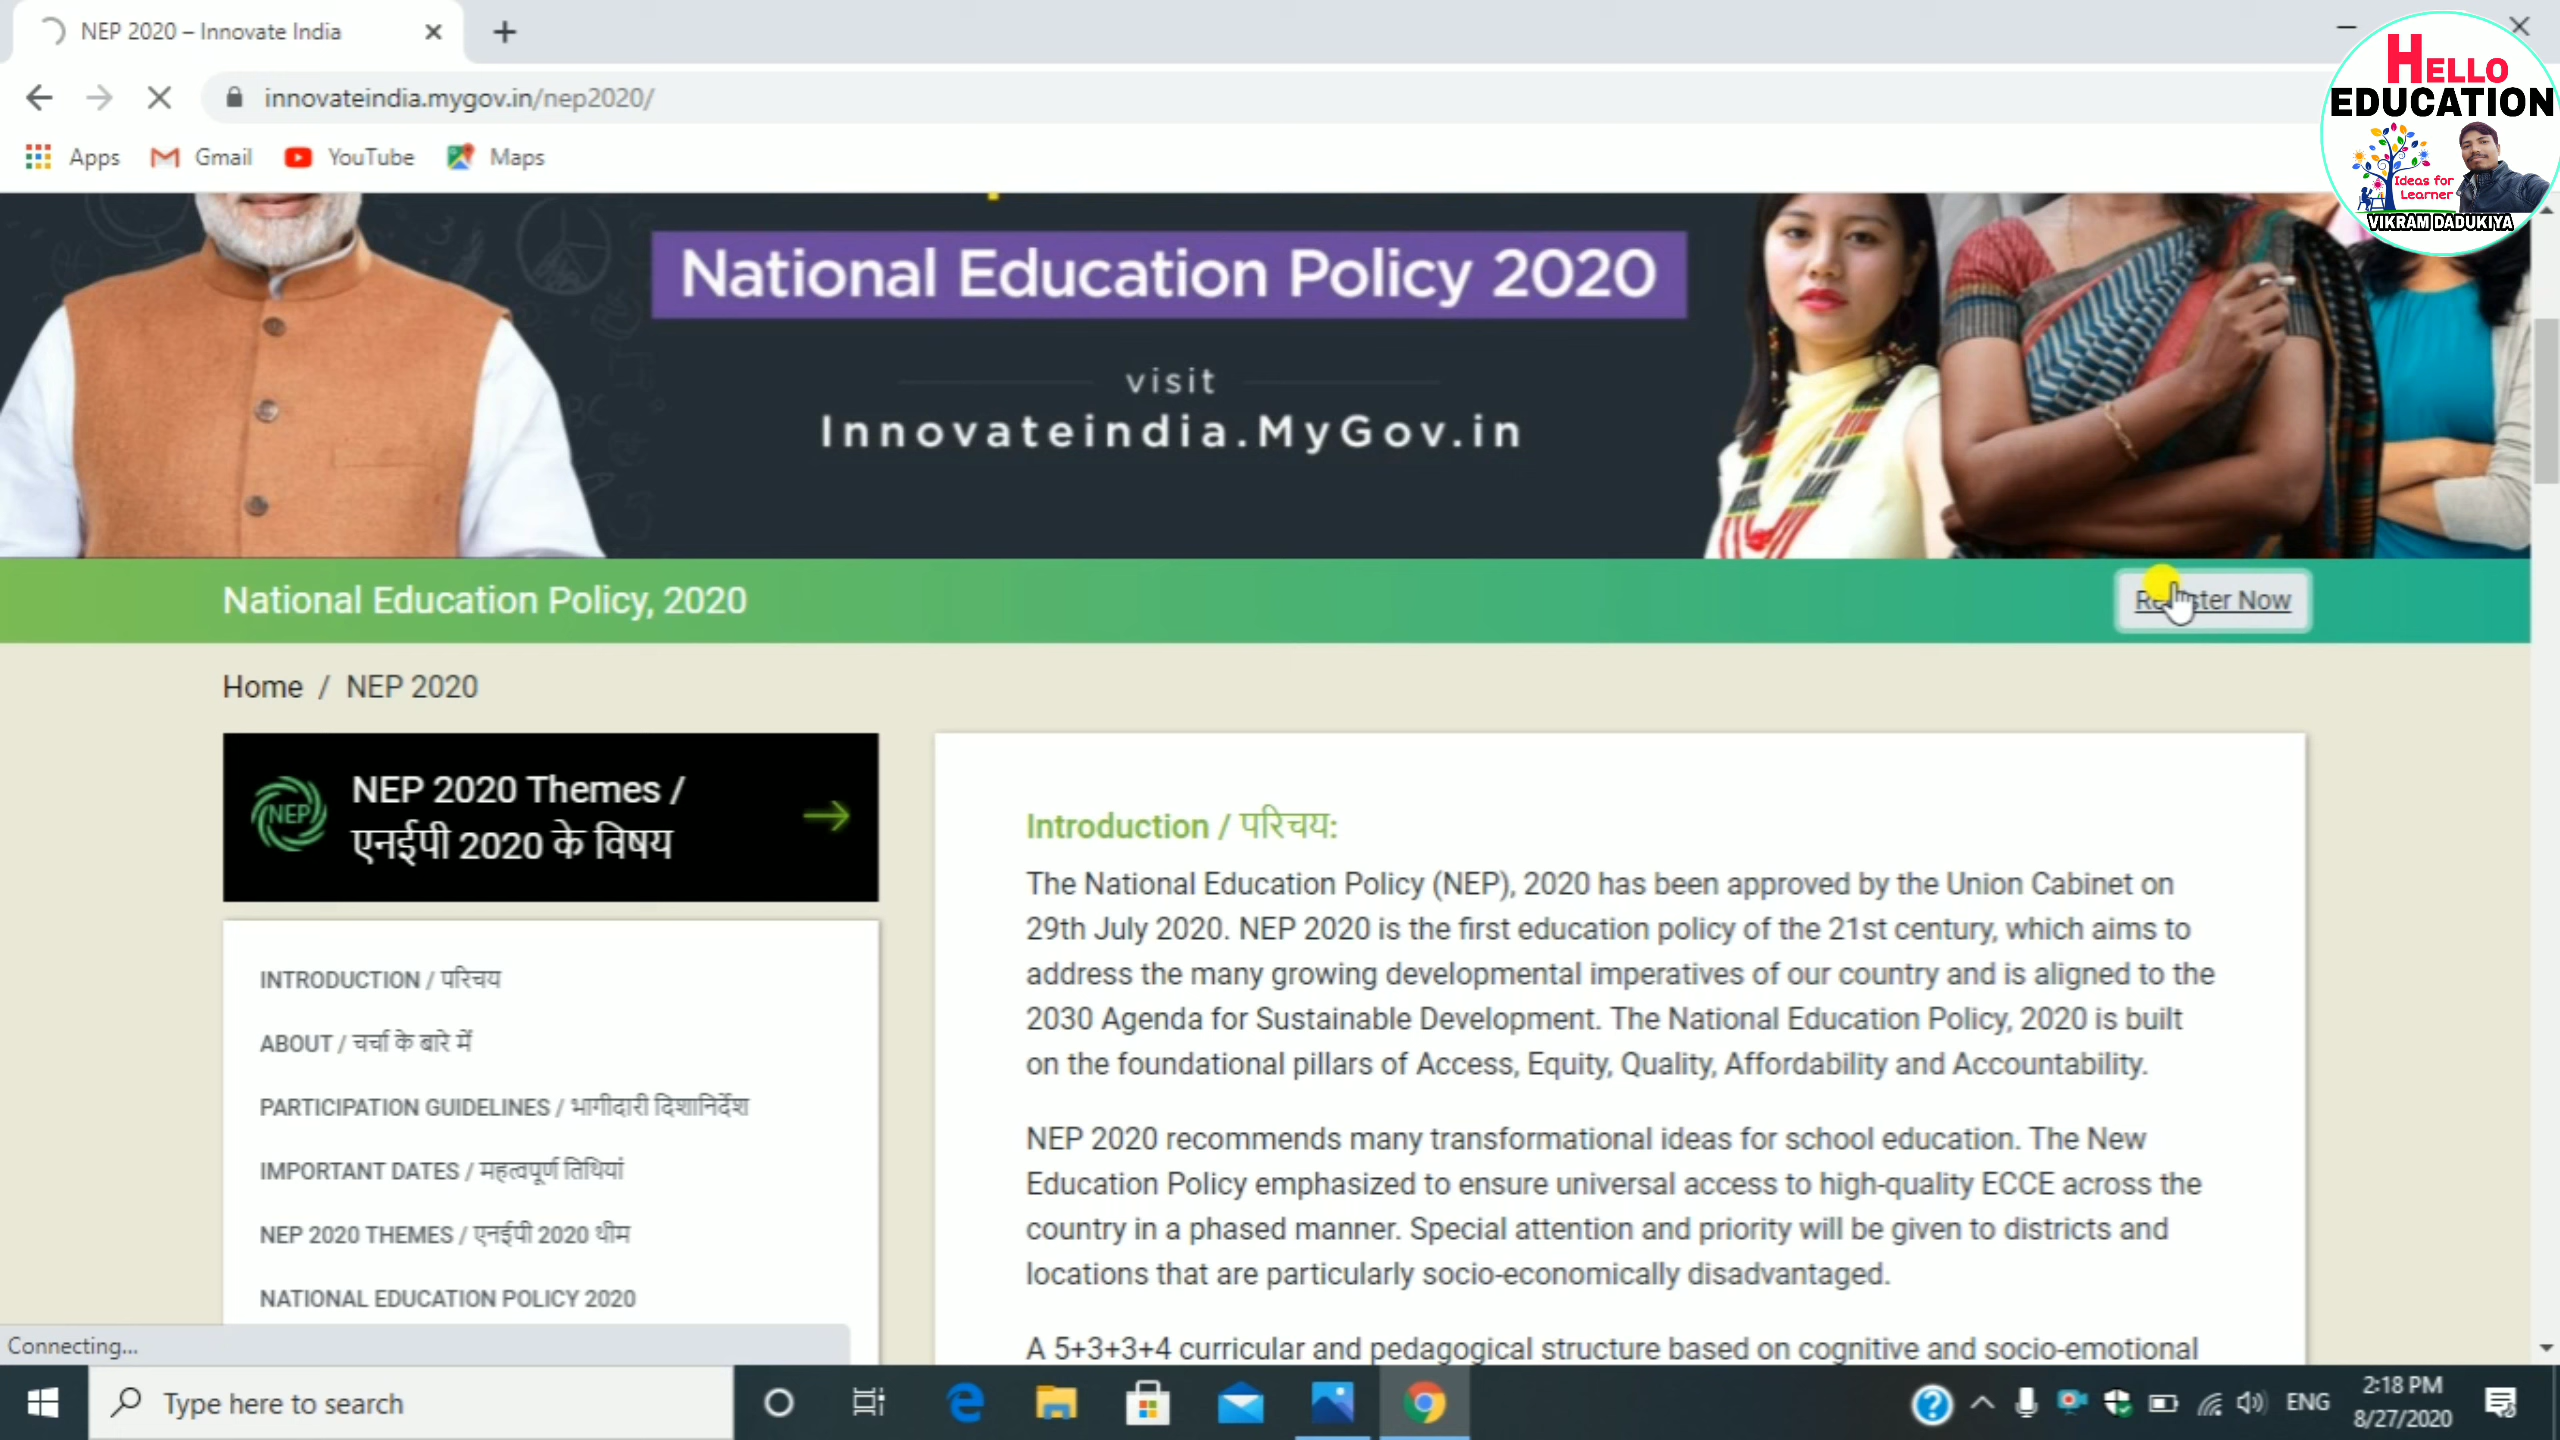 NEP 2020 – Innovate India
innovateindia.mygov.in/nep2020/
Apps Gmail YouTube Maps
HELLO
EDUCATION
Ideas for
Learner
VIKRAM DADUKIYA
National Education Policy 2020
visit
Innovateindia.MyGov.in
National Education Policy, 2020
Now
Home / NEP 2020
NEP
NEP 2020 Themes /
एनईपी 2020 के विषय
INTRODUCTION / परिचय
ABOUT / चर्चा के बारे में
PARTICIPATION GUIDELINES / भागीदारी दिशानिर्देश
IMPORTANT DATES / महत्वपूर्ण तिथियां
NEP 2020 THEMES / एनईपी 2020 थीम
NATIONAL EDUCATION POLICY 2020
Introduction / परिचय:
The National Education Policy (NEP), 2020 has been approved by the Union Cabinet on
29th July 2020. NEP 2020 is the first education policy of the 21st century, which aims to
address the many growing developmental imperatives of our country and is aligned to the
2030 Agenda for Sustainable Development. The National Education Policy, 2020 is built
on the foundational pillars of Access, Equity, Quality, Affordability and Accountability.
NEP 2020 recommends many transformational ideas for school education. The New
Education Policy emphasized to ensure universal access to high-quality ECCE across the
country in a phased manner. Special attention and priority will be given to districts and
locations that are particularly socio-economically disadvantaged.
A 5+3+3+4 curricular and pedagogical structure based on cognitive and socio-emotional
Connecting...
Type here to search
ENG
2:18 PM
8/27/2020